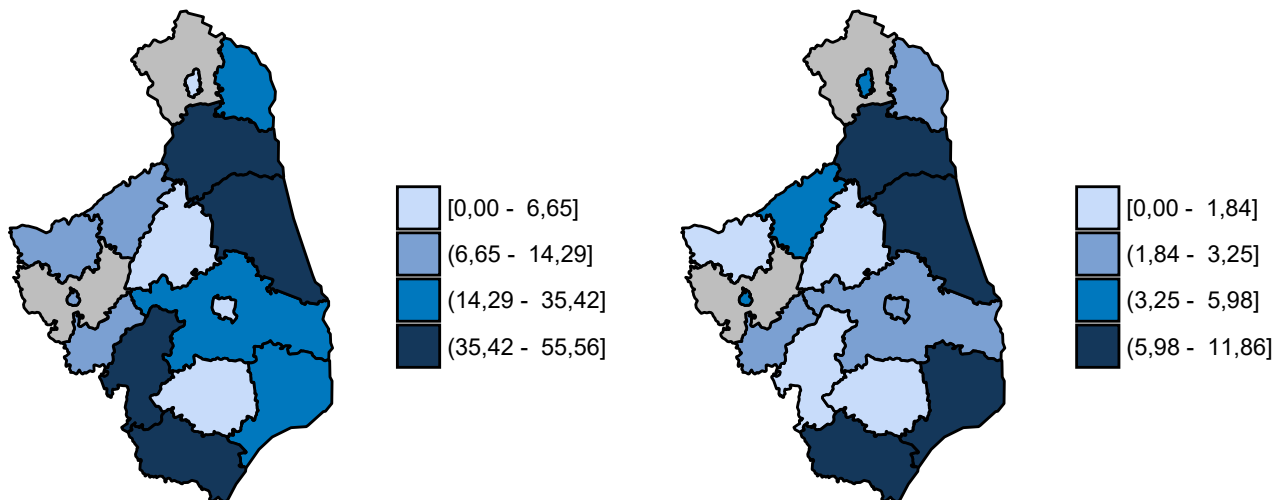 [0,00 - 6,65]
(6,65 - 14,29]
(14,29 - 35,42]
(35,42 - 55,56]
[0,00 - 1,84]
(1,84 - 3,25]
(3,25 - 5,98]
(5,98 - 11,86]